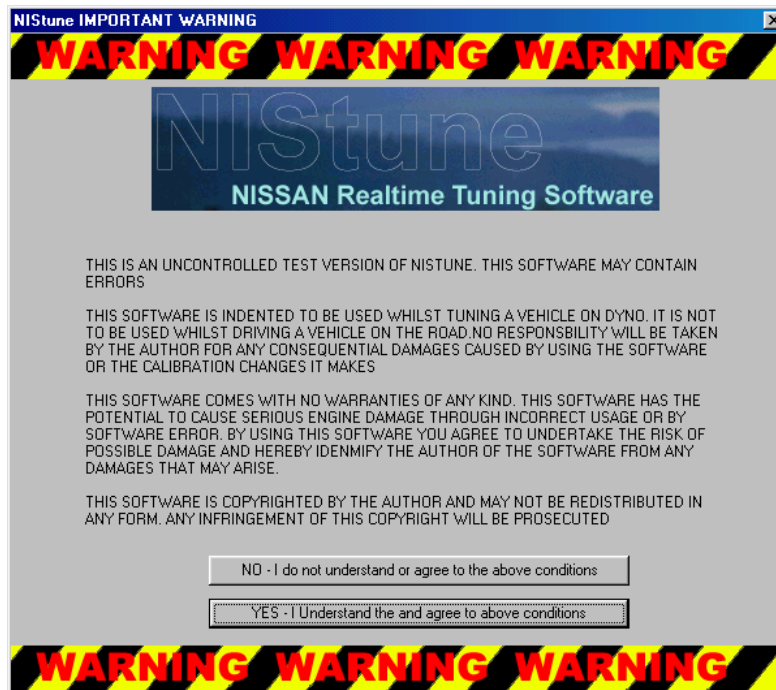 NIStune IMPORTANT WARNING
WARNING WARNING WARNING
NIStune
NISSAN Realtime Tuning Software
THIS IS AN UNCONTROLLED TEST VERSION OF NISTUNE. THIS SOFTWARE MAY CONTAIN
ERRORS
THIS SOFTWARE IS INDENTED TO BE USED WHILST TUNING A VEHICLE ON DYNO. IT IS NOT
TO BE USED WHILST DRIVING A VEHICLE ON THE ROAD.NO RESPONSBILITY WILL BE TAKEN
BY THE AUTHOR FOR ANY CONSEQUENTIAL DAMAGES CAUSED BY USING THE SOFTWARE
OR THE CALIBRATION CHANGES IT MAKES
THIS SOFTWARE COMES WITH NO WARRANTIES OF ANY KIND. THIS SOFTWARE HAS THE
POTENTIAL TO CAUSE SERIOUS ENGINE DAMAGE THROUGH INCORRECT USAGE OR BY
SOFTWARE ERROR. BY USING THIS SOFTWARE YOU AGREE TO UNDERTAKE THE RISK OF
POSSIBLE DAMAGE AND HEREBY IDENMIFY THE AUTHOR OF THE SOFTWARE FROM ANY
DAMAGES THAT MAY ARISE.
THIS SOFTWARE IS COPYRIGHTED BY THE AUTHOR AND MAY NOT BE REDISTRIBUTED IN
ANY FORM. ANY INFRINGEMENT OF THIS COPYRIGHT WILL BE PROSECUTED
NO - I do not understand or agree to the above conditions
YES - I Understand the and agree to above conditions
WARNING WARNING WARNING